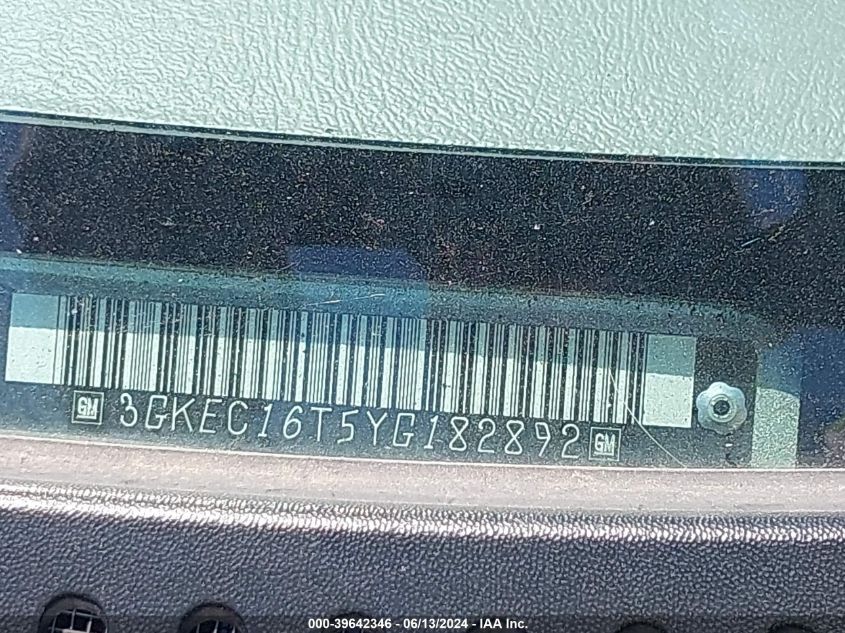 GM 3GKEC16T5YG182892 GM
000-39642346 - 06/13/2024 - IAA Inc.